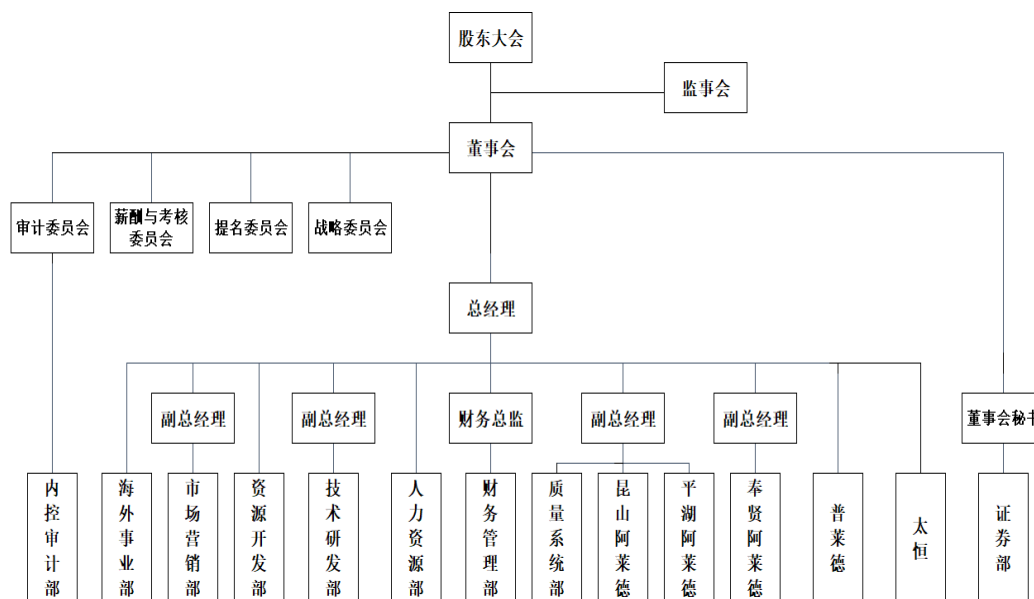 股东大会
监事会
董事会
审计委员会
薪酬与考核
委员会
提名委员会
战略委员会
总经理
副总经理
副总经理
财务总监
副总经理
副总经理
董事会秘书
内控审计部
海外事业部
市场营销部
资源开发部
技术研发部
人力资源部
财务管理部
质量系统部
昆山阿莱德
平湖阿莱德
奉贤阿莱德
普莱德
太恒
证券部